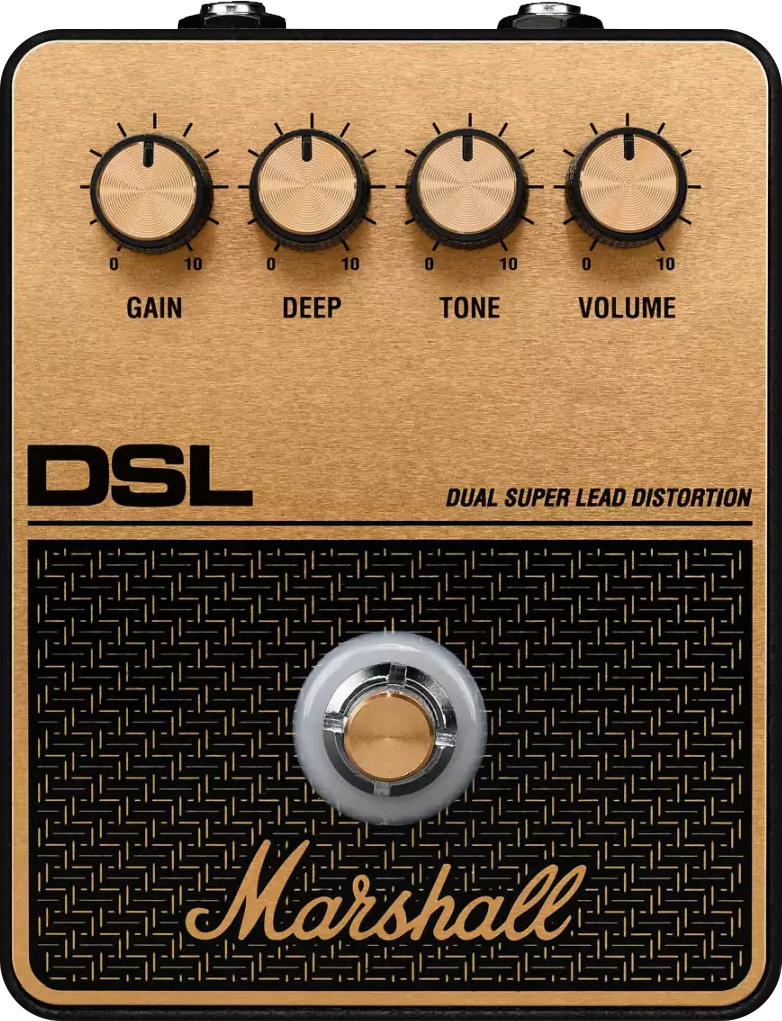 0 10 0 10 0 10 0 10
GAIN DEEP TONE VOLUME
DSL
DUAL SUPER LEAD DISTORTION
Marshall